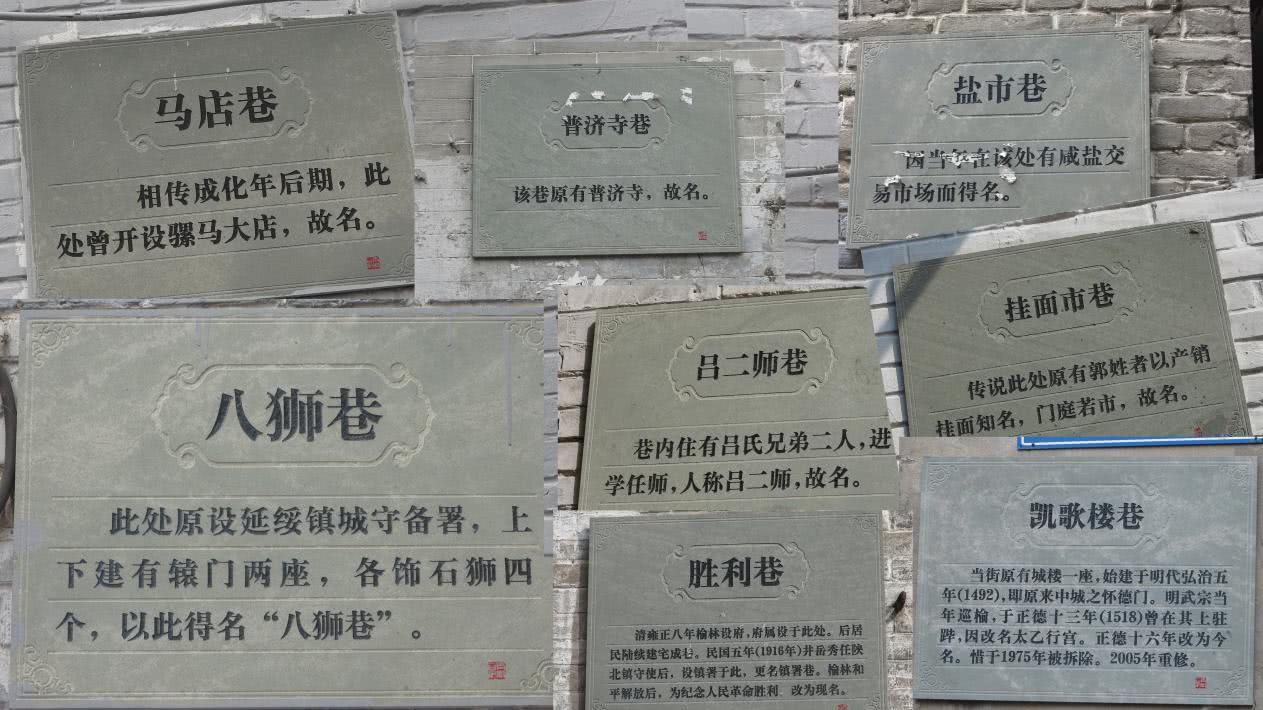 马店巷
相传成化年后期，此
处曾开设骡马大店，故名。
普济寺巷
该巷原有普济寺，故名。
盐市巷
因当年在该处有咸盐交
易市场而得名。
挂面市巷
传说此处原有郭姓者以产销
挂面知名，门庭若市，故名。
八狮巷
此处原设延绥镇城守备署，上
下建有辕门两座，各饰石狮四
个，以此得名“八狮巷”。
吕二师巷
巷内住有吕氏兄弟二人，进
学任师，人称吕二师，故名。
胜利巷
清雍正八年榆林设府，府属设于此处。后居
民陆续建宅成巷。民国五年(1916年)井岳秀任陕
北镇守使后，设镇署于此，更名镇署巷。榆林和
平解放后，为纪念人民革命胜利，改为现名。
凯歌楼巷
当街原有城楼一座，始建于明代弘治五
年(1492)，即原来中城之怀德门。明武宗当
年巡榆，于正德十三年(1518)曾在其上驻
跸，因改名太乙行宫。正德十六年改为今
名。惜于1975年被拆除。2005年重修。